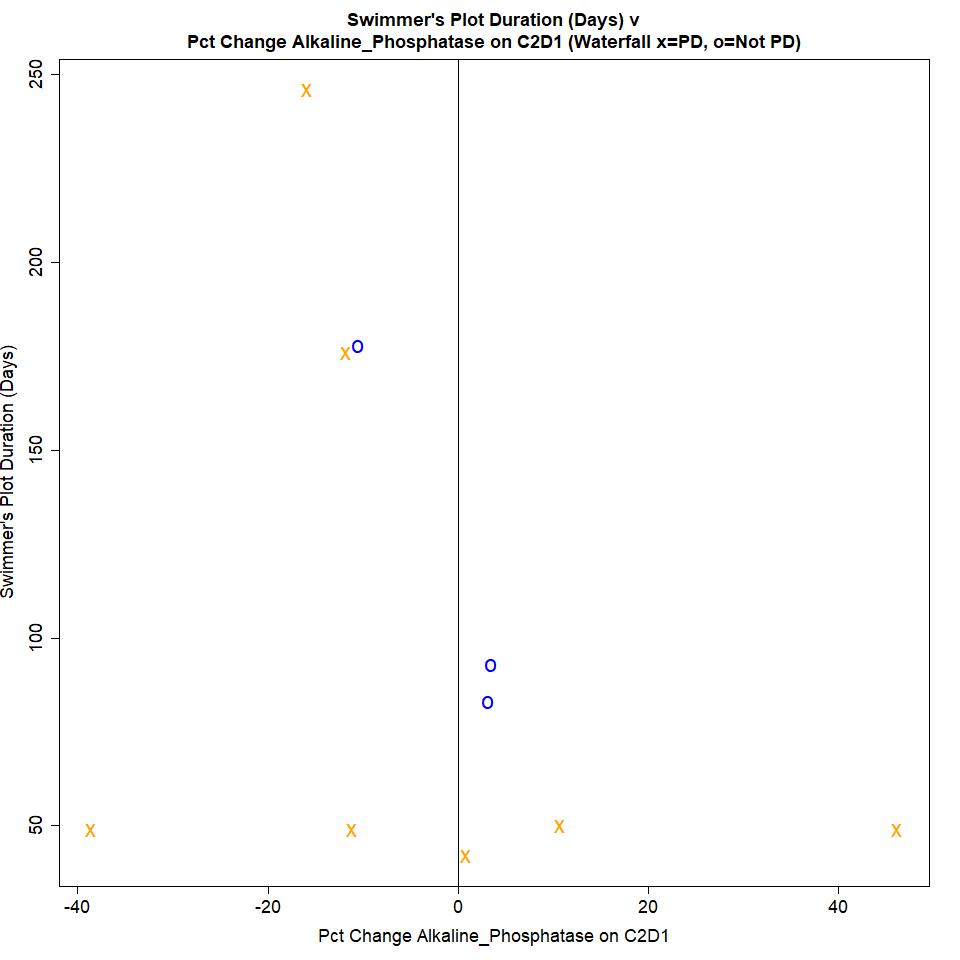 Swimmer's Plot Duration (Days) v
Pct Change Alkaline_Phosphatase on C2D1 (Waterfall x=PD, o=Not PD)
250
200
150
100
50
Swimmer's Plot Duration (Days)
x
x
o
o
o
x
x
x
x
x
-40
-20
0
20
40
Pct Change Alkaline_Phosphatase on C2D1